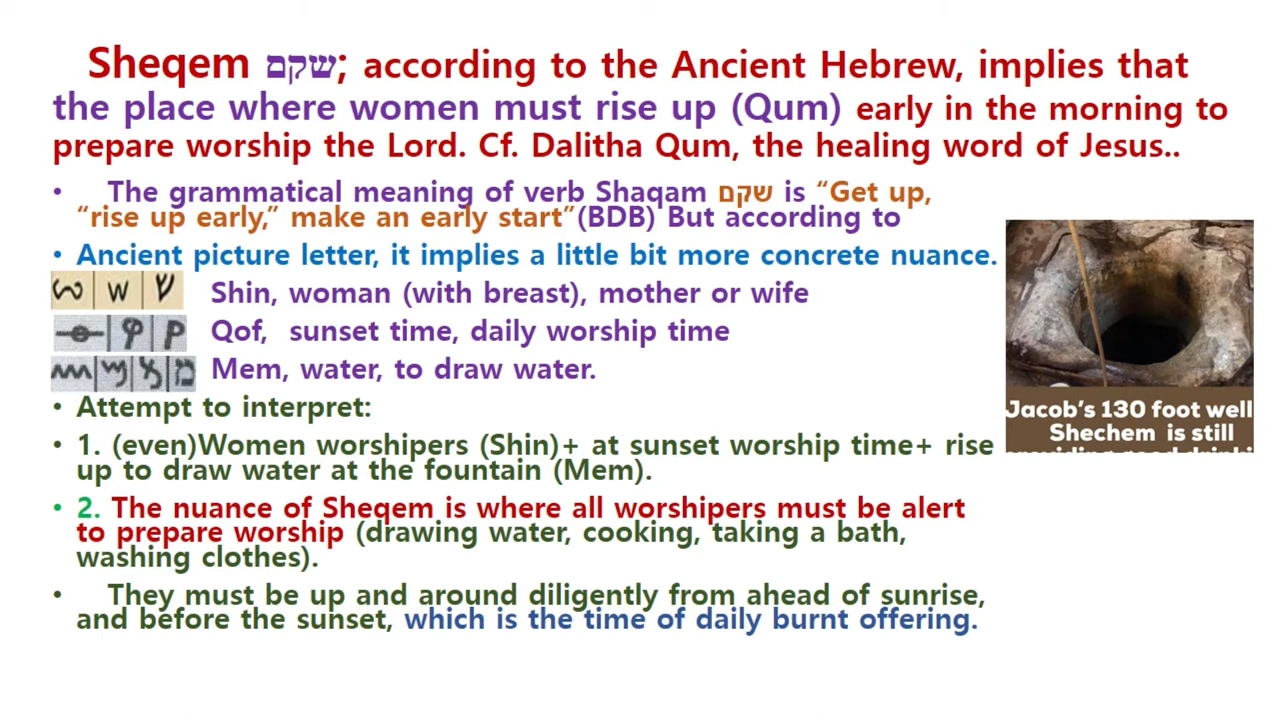 Sheqem שקם; according to the Ancient Hebrew, implies that
the place where women must rise up (Qum) early in the morning to
prepare worship the Lord. Cf. Dalitha Qum, the healing word of Jesus..
• The grammatical meaning of verb Shaqam שקם is “Get up,
“rise up early,” make an early start”(BDB) But according to
• Ancient picture letter, it implies a little bit more concrete nuance.
Shin, woman (with breast), mother or wife
Qof, sunset time, daily worship time
Mem, water, to draw water.
• Attempt to interpret:
• 1. (even)Women worshipers (Shin)+ at sunset worship time+ rise
up to draw water at the fountain (Mem).
• 2. The nuance of Sheqem is where all worshipers must be alert
to prepare worship (drawing water, cooking, taking a bath,
washing clothes).
• They must be up and around diligently from ahead of sunrise,
and before the sunset, which is the time of daily burnt offering.
Jacob's 130 foot well
Shechem is still